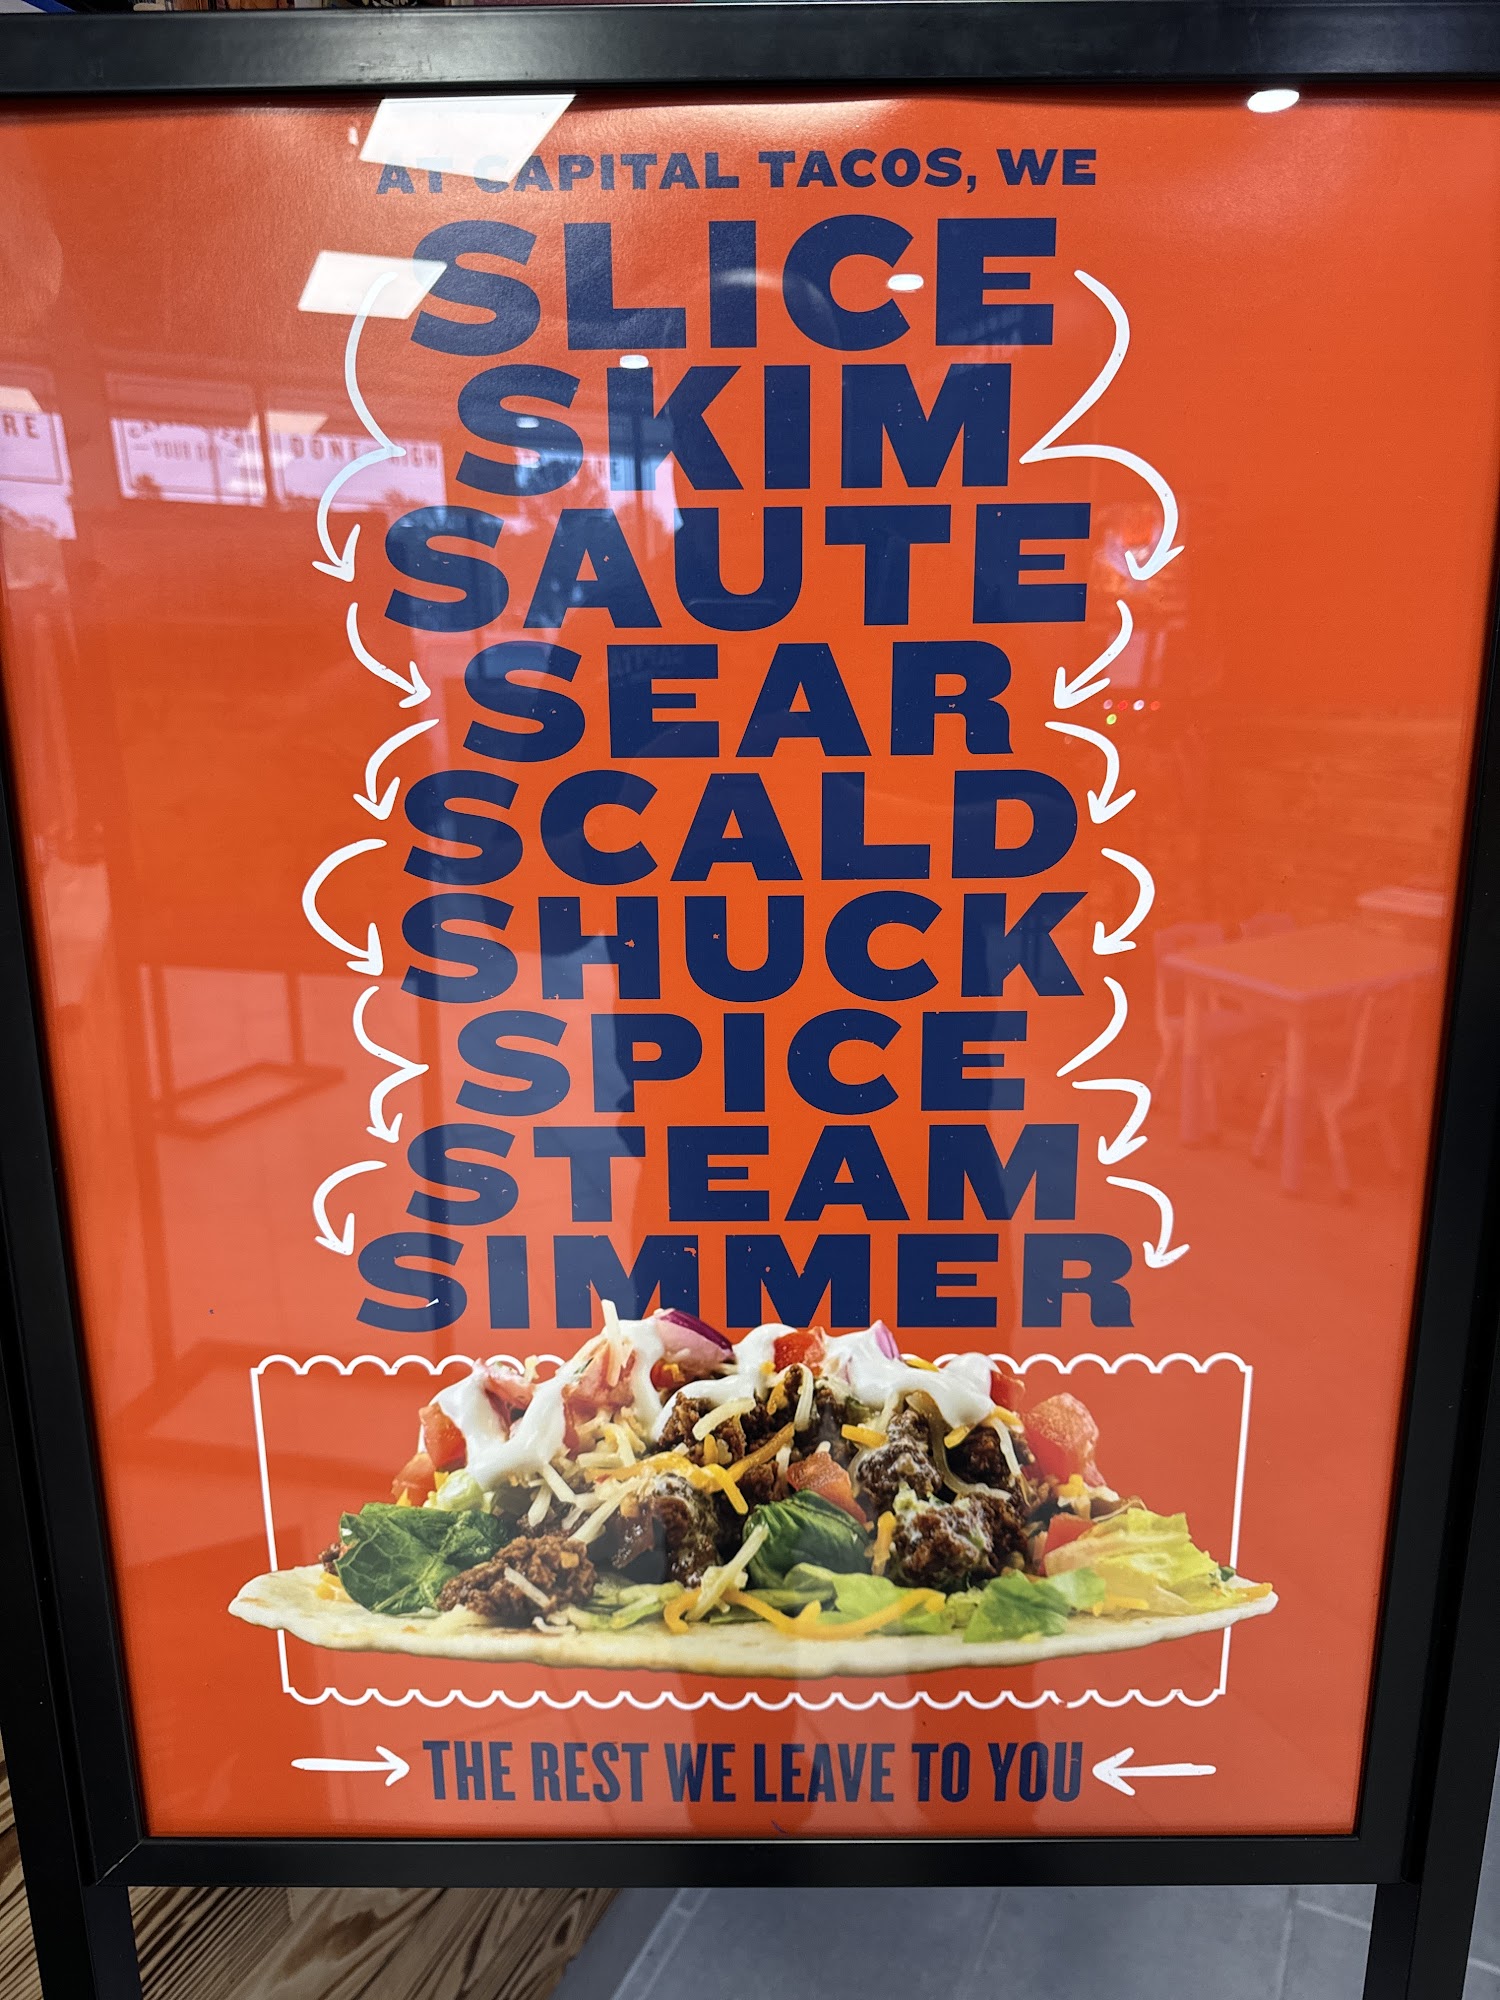 AT CAPITAL TACOS, WE
SLICE
SKIM
SAUTE
SEAR
SCALD
SHUCK
SPICE
STEAM
SIMMER
THE REST WE LEAVE TO YOU